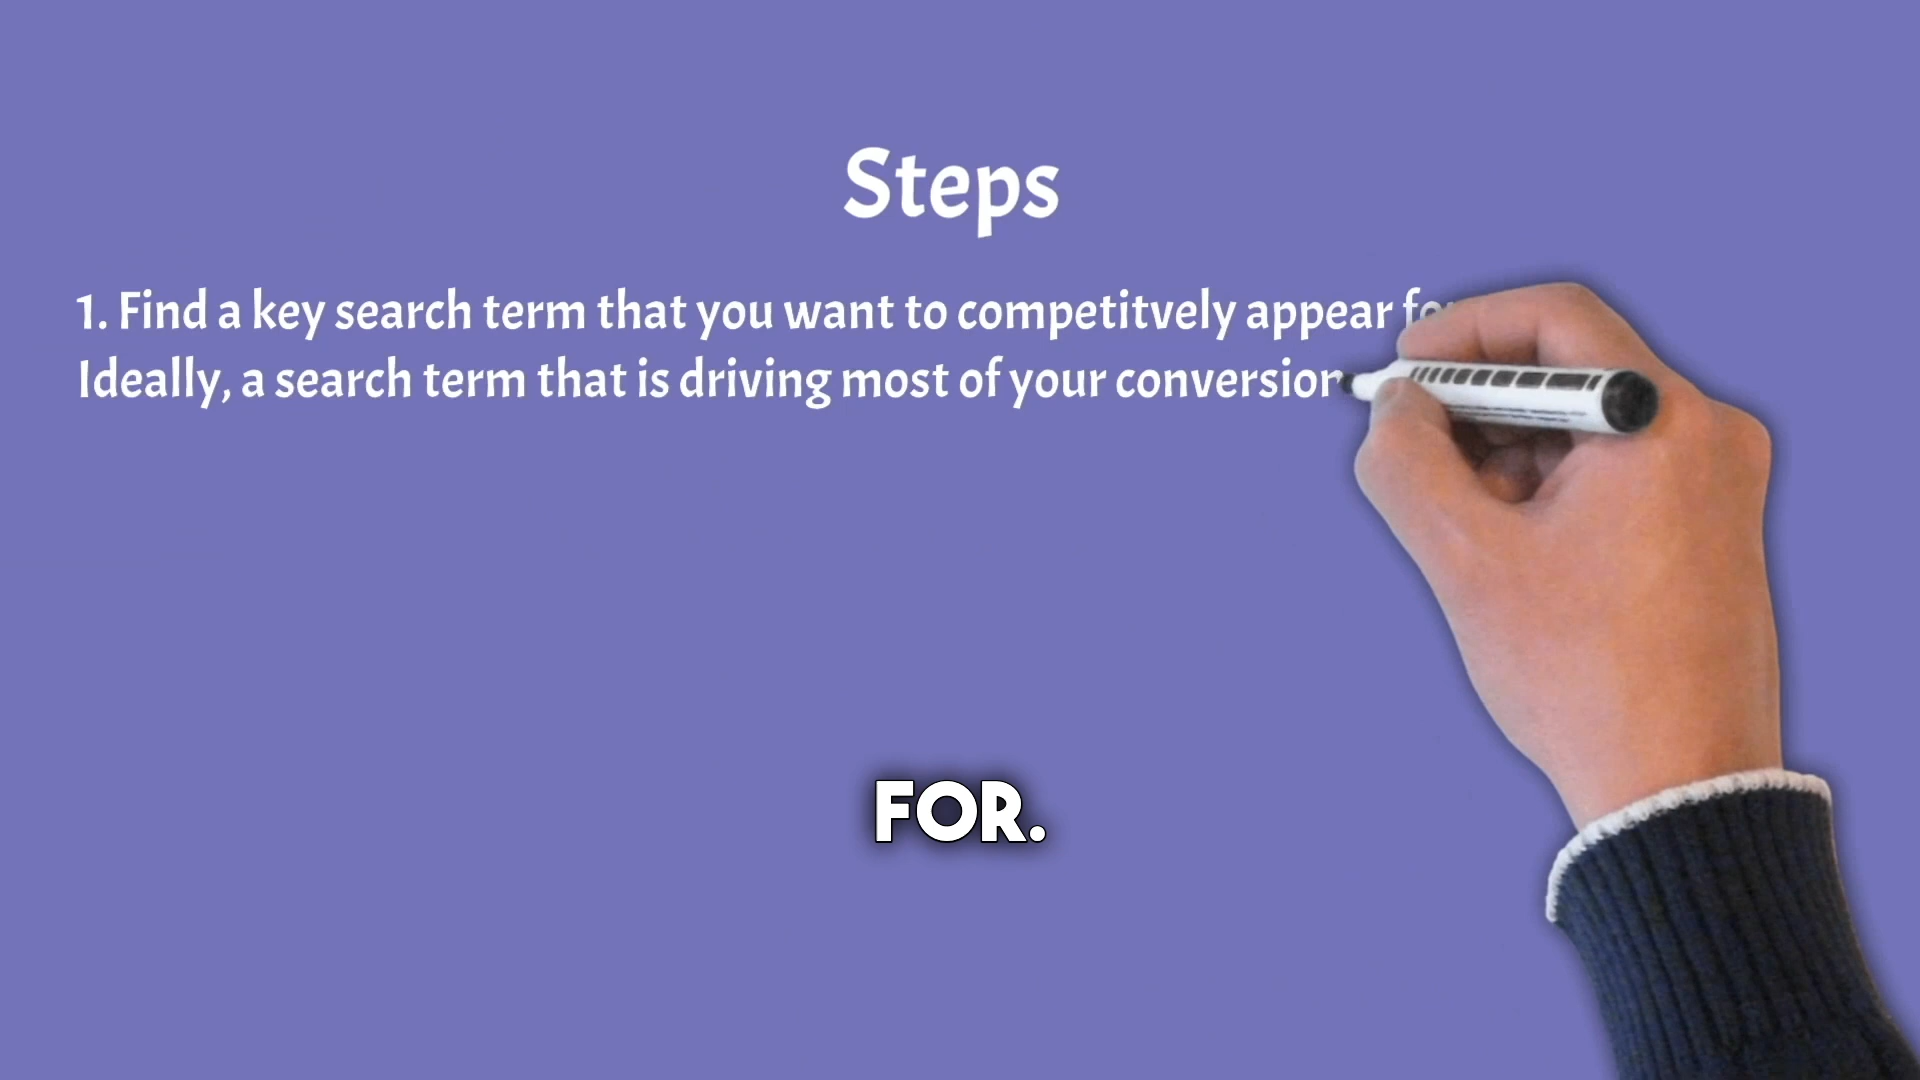 Steps
1. Find a key search term that you want to competitvely appear
Ideally, a search term that is driving most of your conversion
FOR.